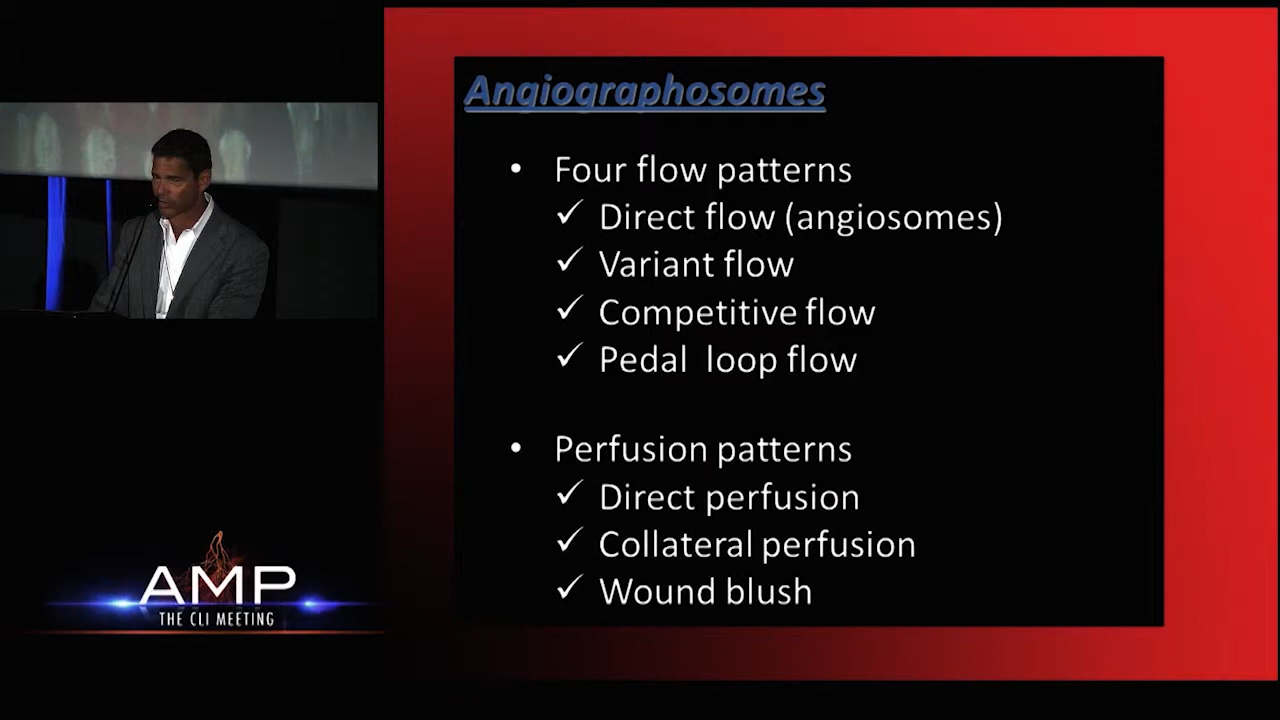 Angiographosomes
• Four flow patterns
✓ Direct flow (angiosomes)
✓ Variant flow
✓ Competitive flow
✓ Pedal loop flow
• Perfusion patterns
✓ Direct perfusion
✓ Collateral perfusion
✓ Wound blush
AMP
THE CLI MEETING